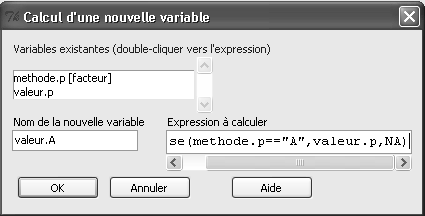 Calcul d'une nouvelle variable
Variables existantes (double-cliquer vers l'expression)
methode.p [facteur]
valeur.p
Nom de la nouvelle variable
Expression à calculer
valeur.A
se(methode.p=="A",valeur.p,NA)
OK
Annuler
Aide